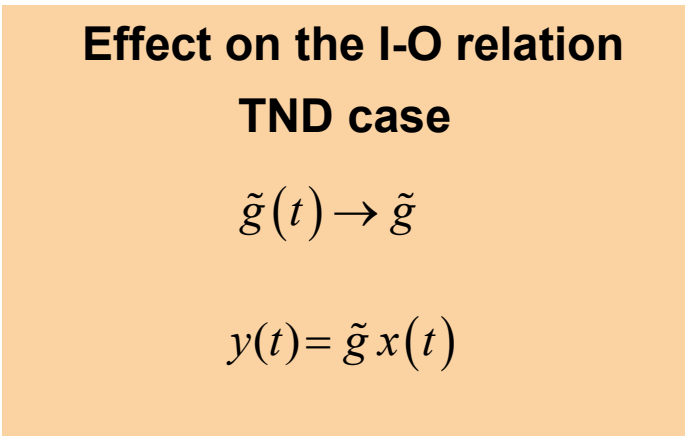 Effect on the I-O relation
TND case
g̃(t) → g̃
y(t)= g̃ x(t)